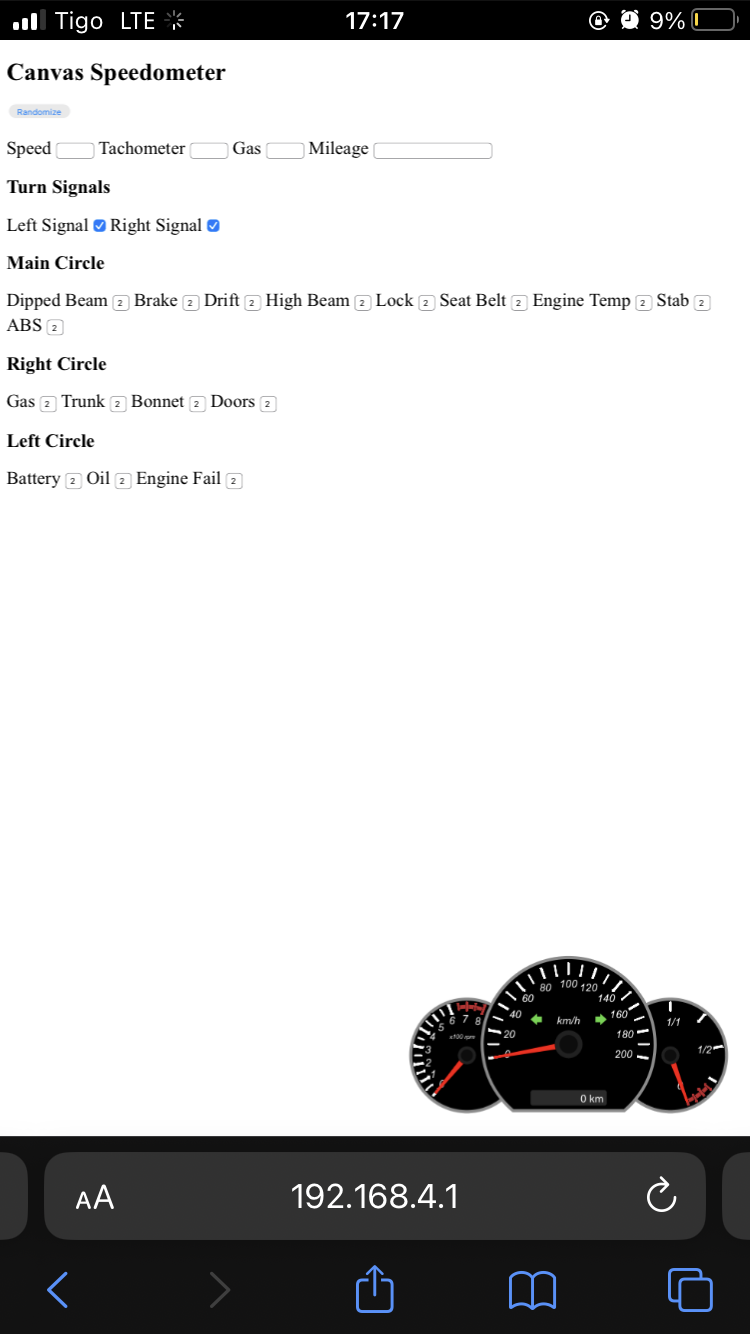 Tigo LTE 17:17 9%
Canvas Speedometer
Randomize
Speed Tachometer Gas Mileage
Turn Signals
Left Signal Right Signal
Main Circle
Dipped Beam 2 Brake 2 Drift 2 High Beam 2 Lock 2 Seat Belt 2 Engine Temp 2 Stab 2
ABS 2
Right Circle
Gas 2 Trunk 2 Bonnet 2 Doors 2
Left Circle
Battery 2 Oil 2 Engine Fail 2
0 1 2 3 4 5 6 7 8
x100 rpm
0 20 40 60 80 100 120 140 160 180 200
km/h
0 km
1/1
1/2
0
AA 192.168.4.1